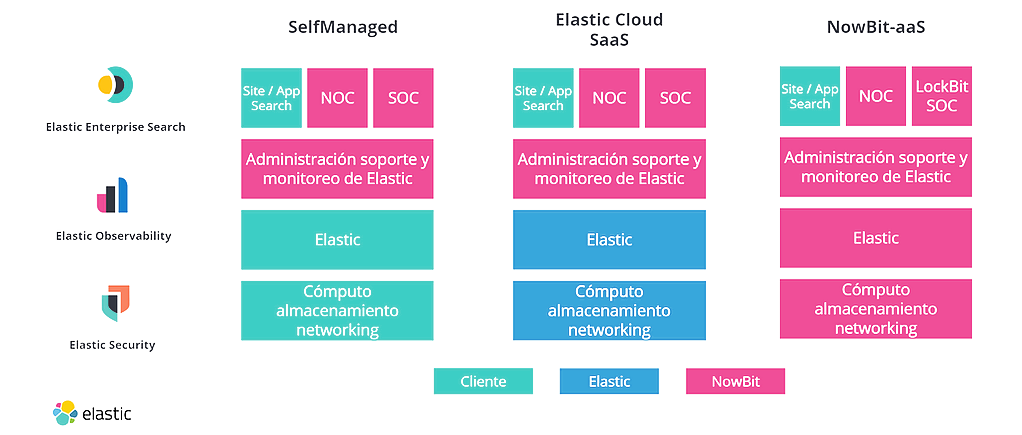 SelfManaged
Elastic Cloud
SaaS
NowBit-aaS
Elastic Enterprise Search
Elastic Observability
Elastic Security
Site / App
Search
NOC
SOC
Administración soporte y
monitoreo de Elastic
Elastic
Cómputo
almacenamiento
networking
Site / App
Search
NOC
SOC
Administración soporte y
monitoreo de Elastic
Elastic
Cómputo
almacenamiento
networking
Site / App
Search
NOC
LockBit
SOC
Administración soporte y
monitoreo de Elastic
Elastic
Cómputo
almacenamiento
networking
Cliente
Elastic
NowBit
elastic